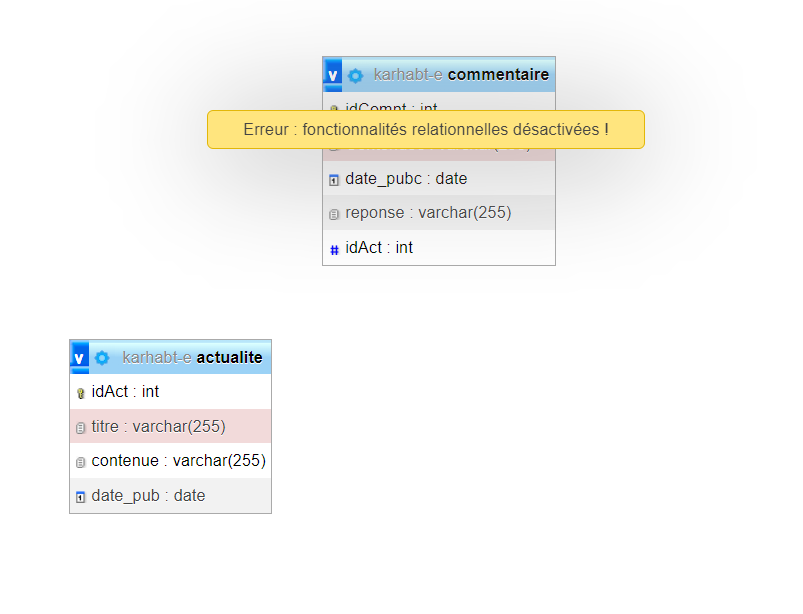 v karhabt-e commentaire
idComnt : int
Erreur : fonctionnalités relationnelles désactivées !
date_pubc : date
reponse : varchar(255)
# idAct : int
v karhabt-e actualite
idAct : int
titre : varchar(255)
contenue : varchar(255)
date_pub : date